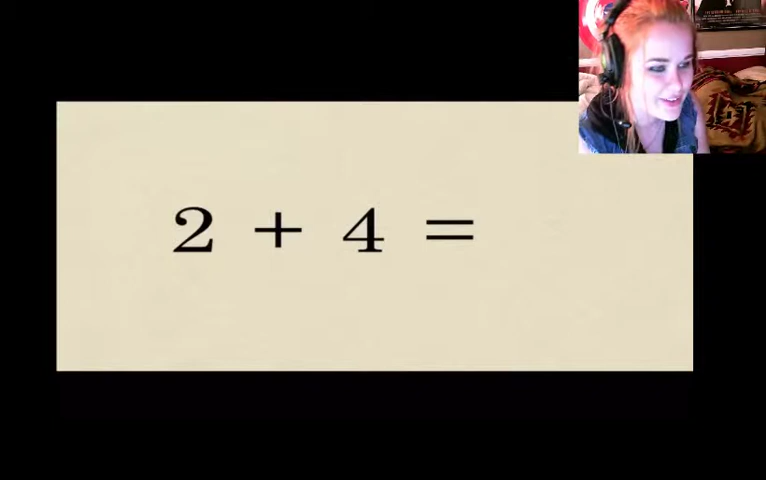 2 + 4 =